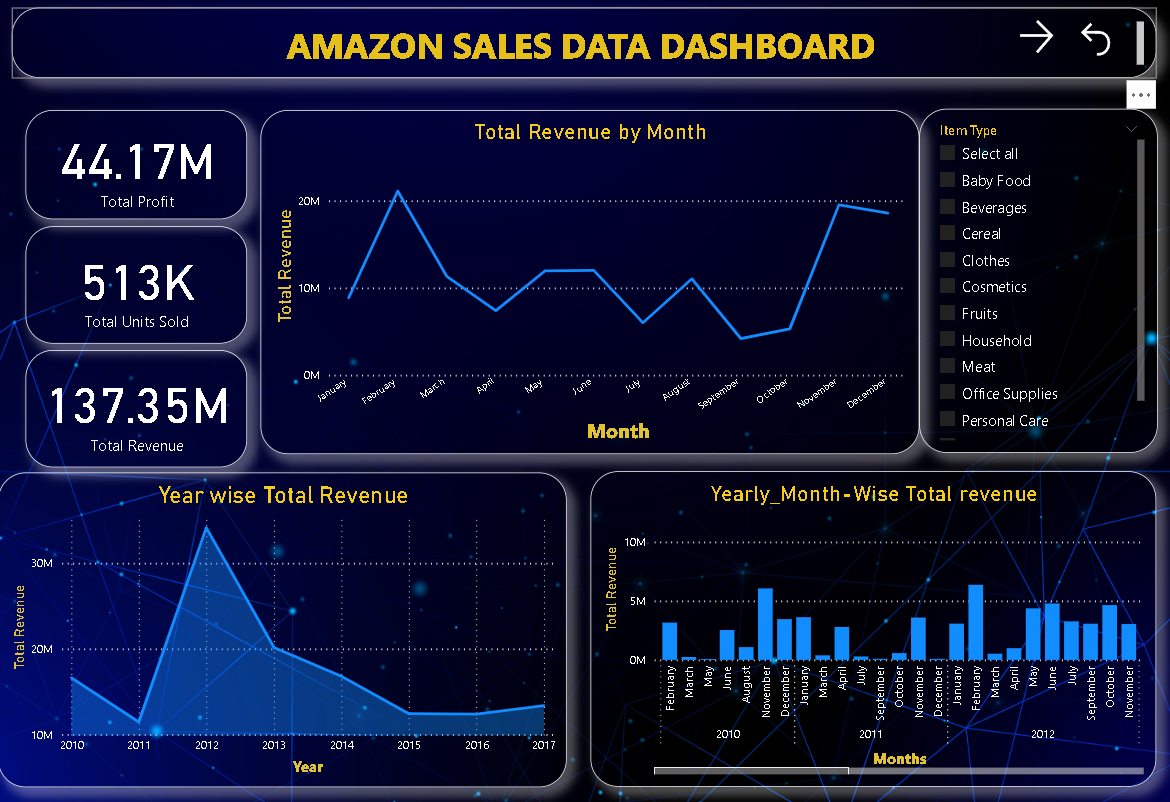 AMAZON SALES DATA DASHBOARD
44.17M
Total Profit
513K
Total Units Sold
137.35M
Total Revenue
Total Revenue by Month
Total Revenue
20M
10M
0M
January
February
March
April
May
June
July
August
September
October
November
December
Month
Item Type
Select all
Baby Food
Beverages
Cereal
Clothes
Cosmetics
Fruits
Household
Meat
Office Supplies
Personal Care
Year wise Total Revenue
Total Revenue
30M
20M
10M
2010 2011 2012 2013 2014 2015 2016 2017
Year
Yearly_Month-Wise Total revenue
Total Revenue
10M
5M
0M
February
March
May
June
August
November
December
January
March
April
July
September
October
November
December
January
February
March
April
May
June
July
September
October
November
2010 2011 2012
Months